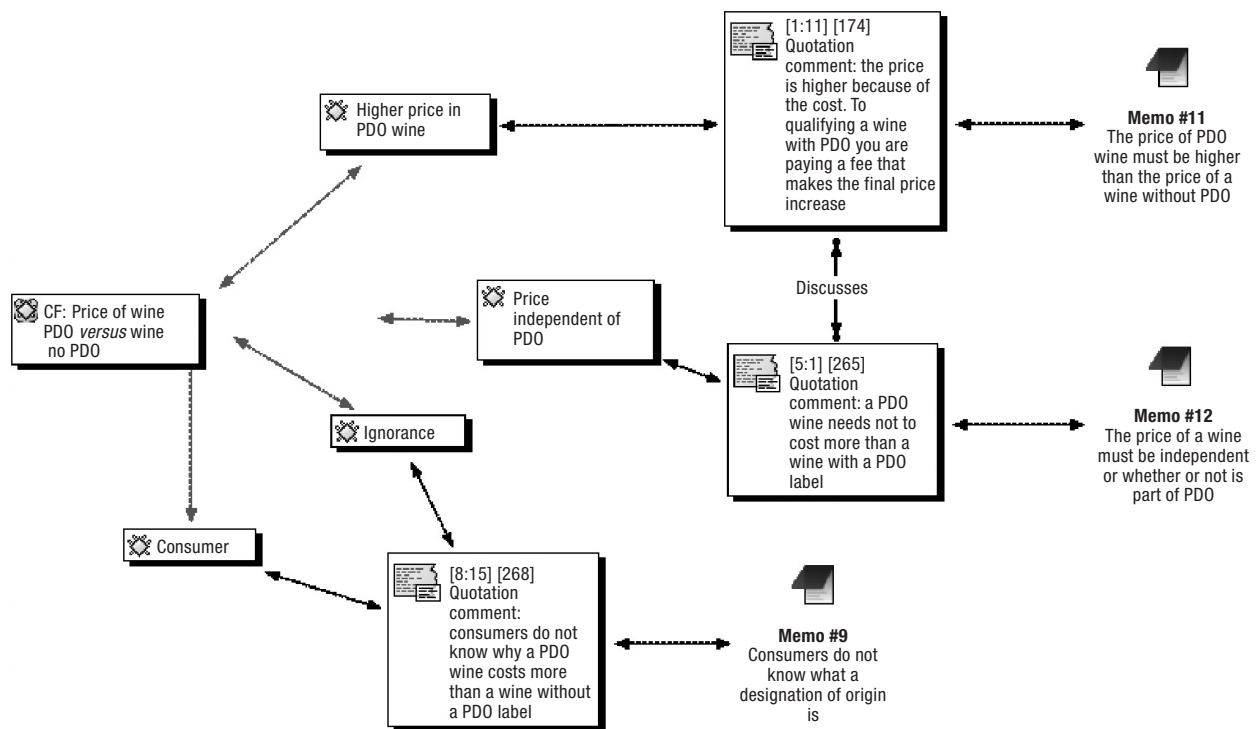 [1:11] [174]
Quotation
comment: the price
is higher because of
the cost. To
qualifying a wine
with PDO you are
paying a fee that
makes the final price
increase
Memo #11
The price of PDO
wine must be higher
than the price of a
wine without PDO
Higher price in
PDO wine
Discusses
CF: Price of wine
PDO versus wine
no PDO
Price
independent of
PDO
[5:1] [265]
Quotation
comment: a PDO
wine needs not to
cost more than a
wine with a PDO
label
Memo #12
The price of a wine
must be independent
or whether or not is
part of PDO
Ignorance
Consumer
[8:15] [268]
Quotation
comment:
consumers do not
know why a PDO
wine costs more
than a wine without
a PDO label
Memo #9
Consumers do not
know what a
designation of origin
is